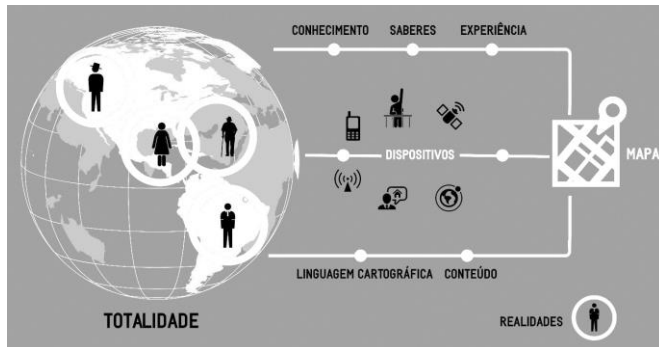 CONHECIMENTO SABERES EXPERIÊNCIA
DISPOSITIVOS
MAPA
LINGUAGEM CARTOGRÁFICA CONTEÚDO
TOTALIDADE
REALIDADES